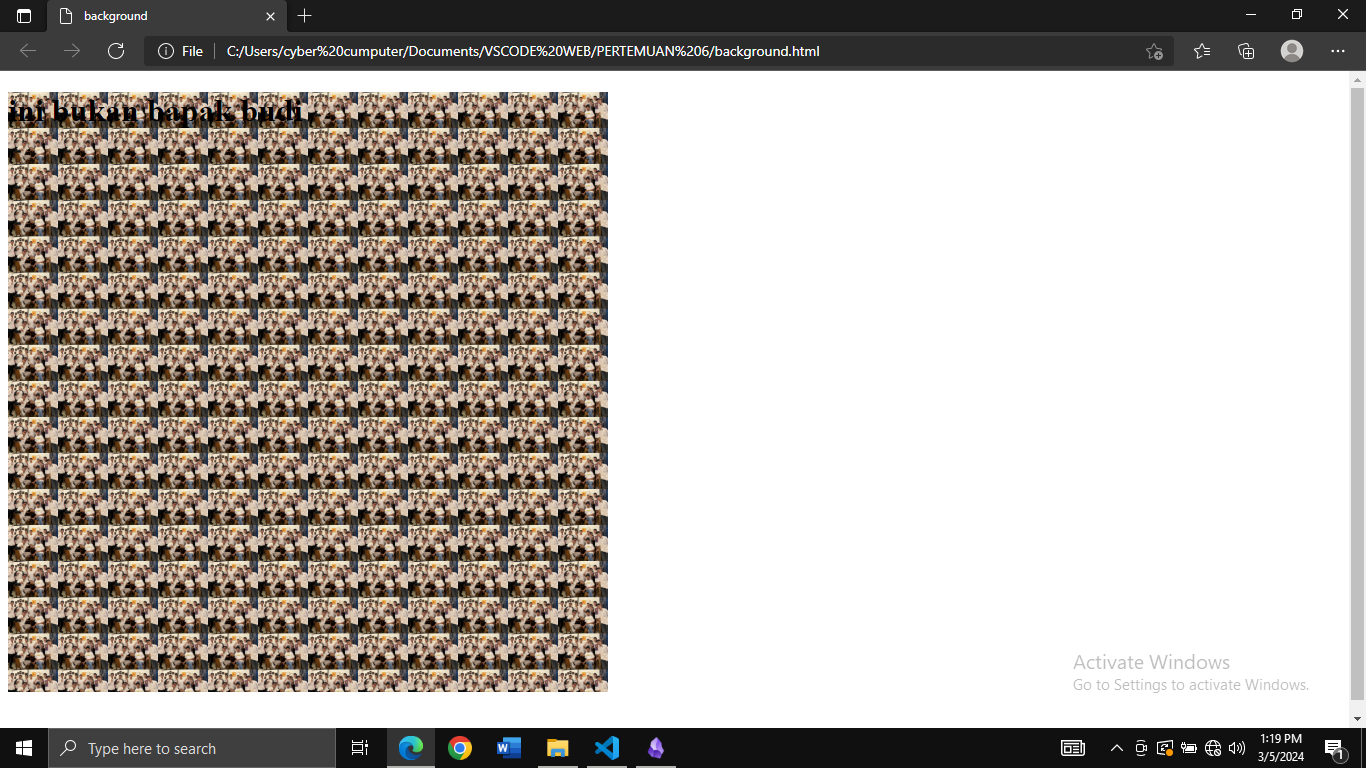 background
File
C:/Users/cyber%20cumputer/Documents/VSCODE%20WEB/PERTEMUAN%206/background.html
ini bukan bapak budi
Activate Windows
Go to Settings to activate Windows.
Type here to search
1:19 PM
3/5/2024
1